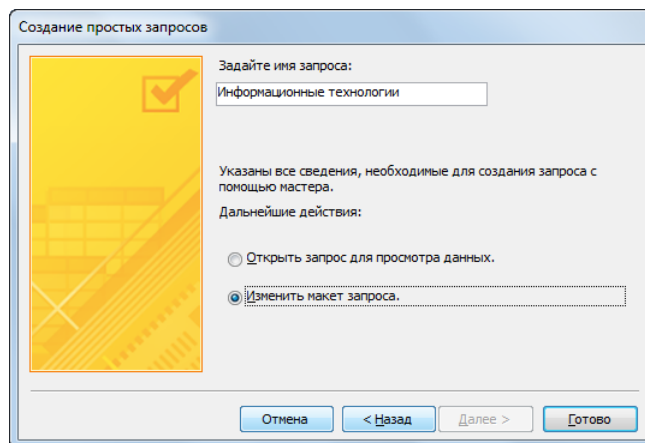 Создание простых запросов
Задайте имя запроса:
Информационные технологии
Указаны все сведения, необходимые для создания запроса с
помощью мастера.
Дальнейшие действия:
Открыть запрос для просмотра данных.
Изменить макет запроса.
Отмена
< Назад
Далее >
Готово